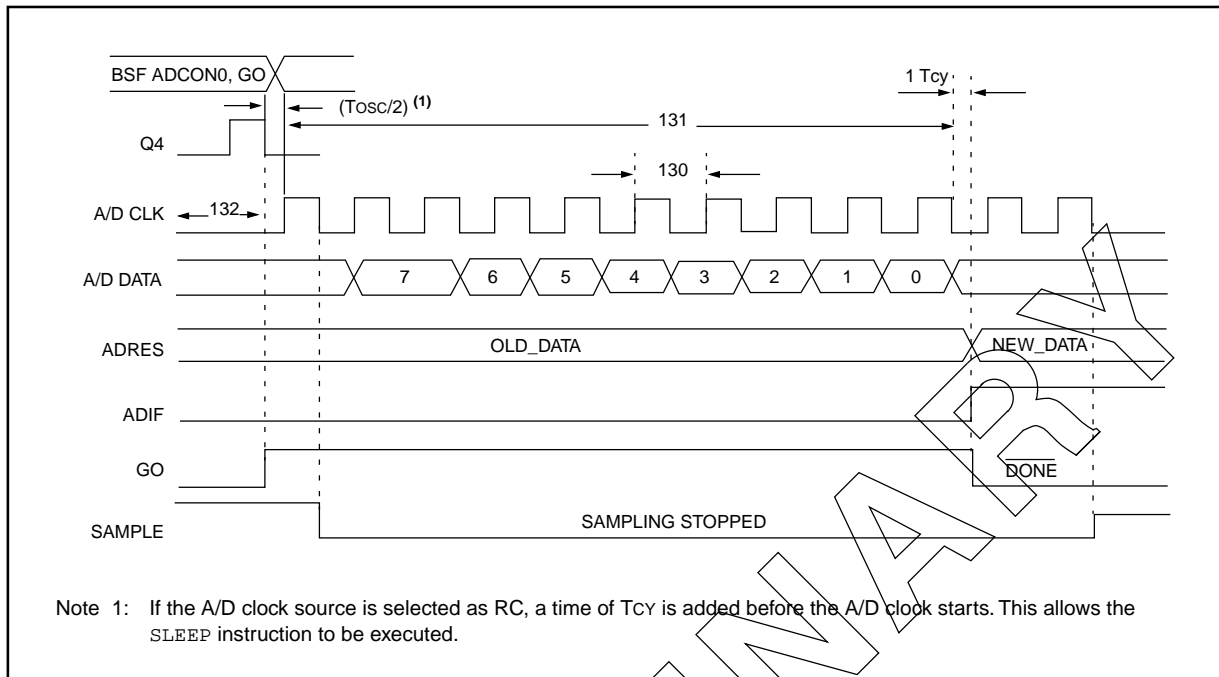 BSF ADCON0, GO
(TOSC/2) (1)
1 Tcy
131
Q4
130
A/D CLK
132
A/D DATA
7 6 5 4 3 2 1 0
ADRES
OLD_DATA
NEW_DATA
ADIF
GO
DONE
SAMPLE
SAMPLING STOPPED
Note 1: If the A/D clock source is selected as RC, a time of TCY is added before the A/D clock starts. This allows the
SLEEP instruction to be executed.
NARY